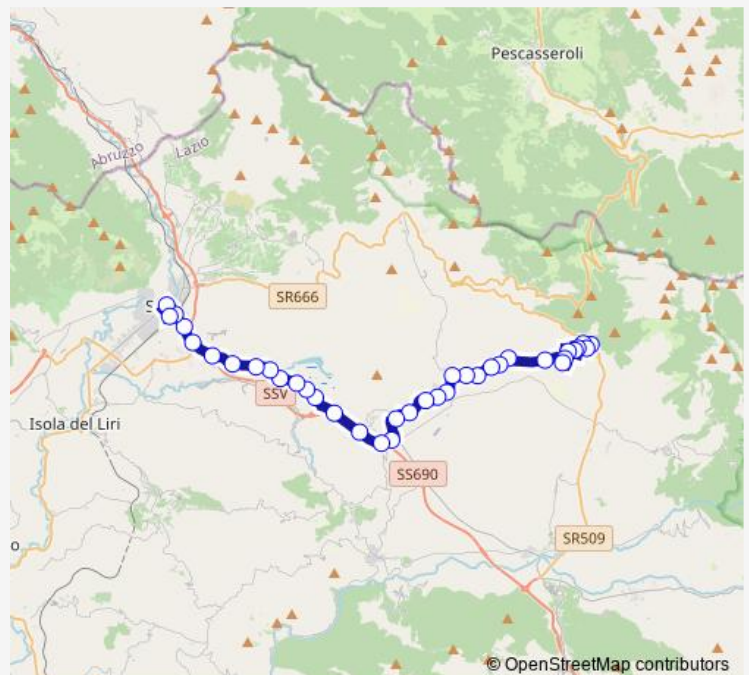 Pescasseroli
Abruzzo
Lazio
SR666
S
SSV
Isola del Liri
SS690
SR509
o
© OpenStreetMap contributors